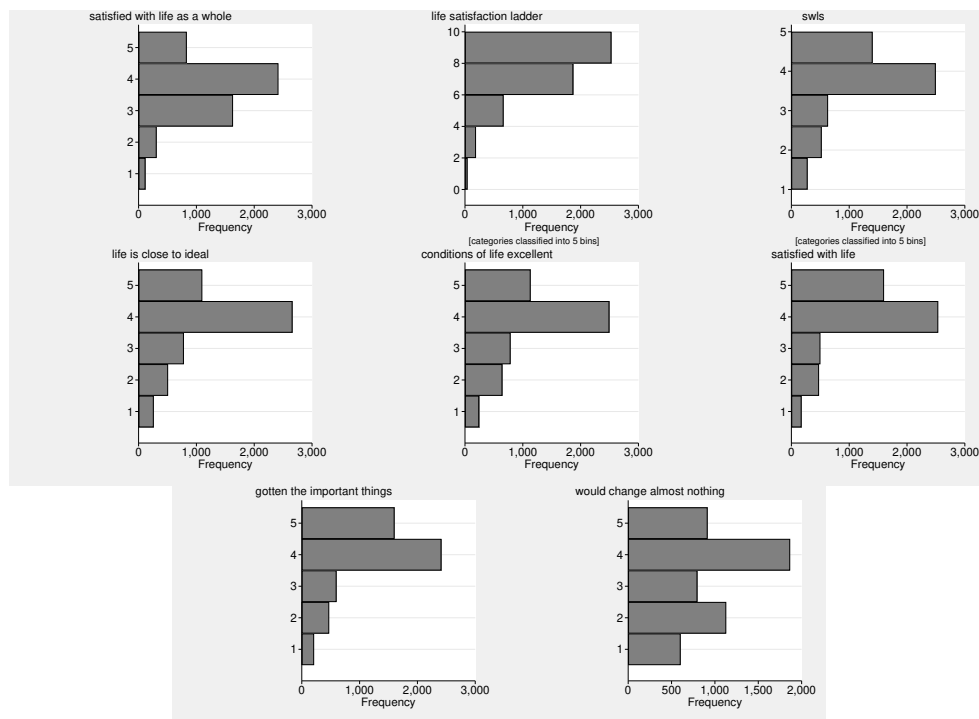 satisfied with life as a whole
5
4
3
2
1
0 1,000 2,000 3,000
Frequency
life satisfaction ladder
10
8
6
4
2
0
0 1,000 2,000 3,000
Frequency
[categories classified into 5 bins]
swls
5
4
3
2
1
0 1,000 2,000 3,000
Frequency
[categories classified into 5 bins]
life is close to ideal
5
4
3
2
1
0 1,000 2,000 3,000
Frequency
conditions of life excellent
5
4
3
2
1
0 1,000 2,000 3,000
Frequency
satisfied with life
5
4
3
2
1
0 1,000 2,000 3,000
Frequency
gotten the important things
5
4
3
2
1
0 1,000 2,000 3,000
Frequency
would change almost nothing
5
4
3
2
1
0 500 1,000 1,500 2,000
Frequency